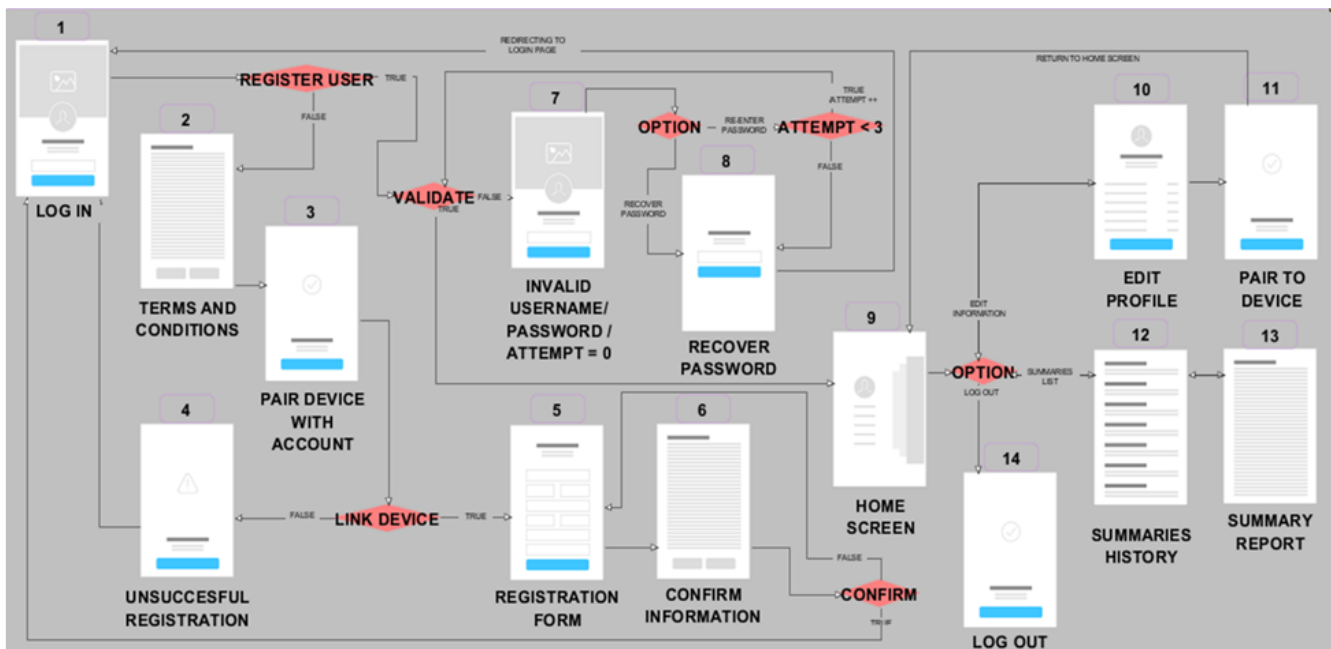 1
LOG IN
REGISTER USER
TRUE
FALSE
REDIRECTING TO
LOGIN PAGE
2
TERMS AND
CONDITIONS
3
PAIR DEVICE
WITH
ACCOUNT
4
UNSUCCESFUL
REGISTRATION
LINK DEVICE
FALSE
TRUE
5
REGISTRATION
FORM
6
CONFIRM
INFORMATION
CONFIRM
FALSE
TRUE
VALIDATE
TRUE
FALSE
7
INVALID
USERNAME/
PASSWORD /
ATTEMPT = 0
OPTION
RE-ENTER
PASSWORD
RECOVER
PASSWORD
ATTEMPT < 3
TRUE
ATTEMPT ++
FALSE
8
RECOVER
PASSWORD
9
HOME
SCREEN
RETURN TO HOME SCREEN
OPTION
EDIT
INFORMATION
SUMMARIES
LIST
LOG OUT
10
EDIT
PROFILE
11
PAIR TO
DEVICE
12
SUMMARIES
HISTORY
13
SUMMARY
REPORT
14
LOG OUT